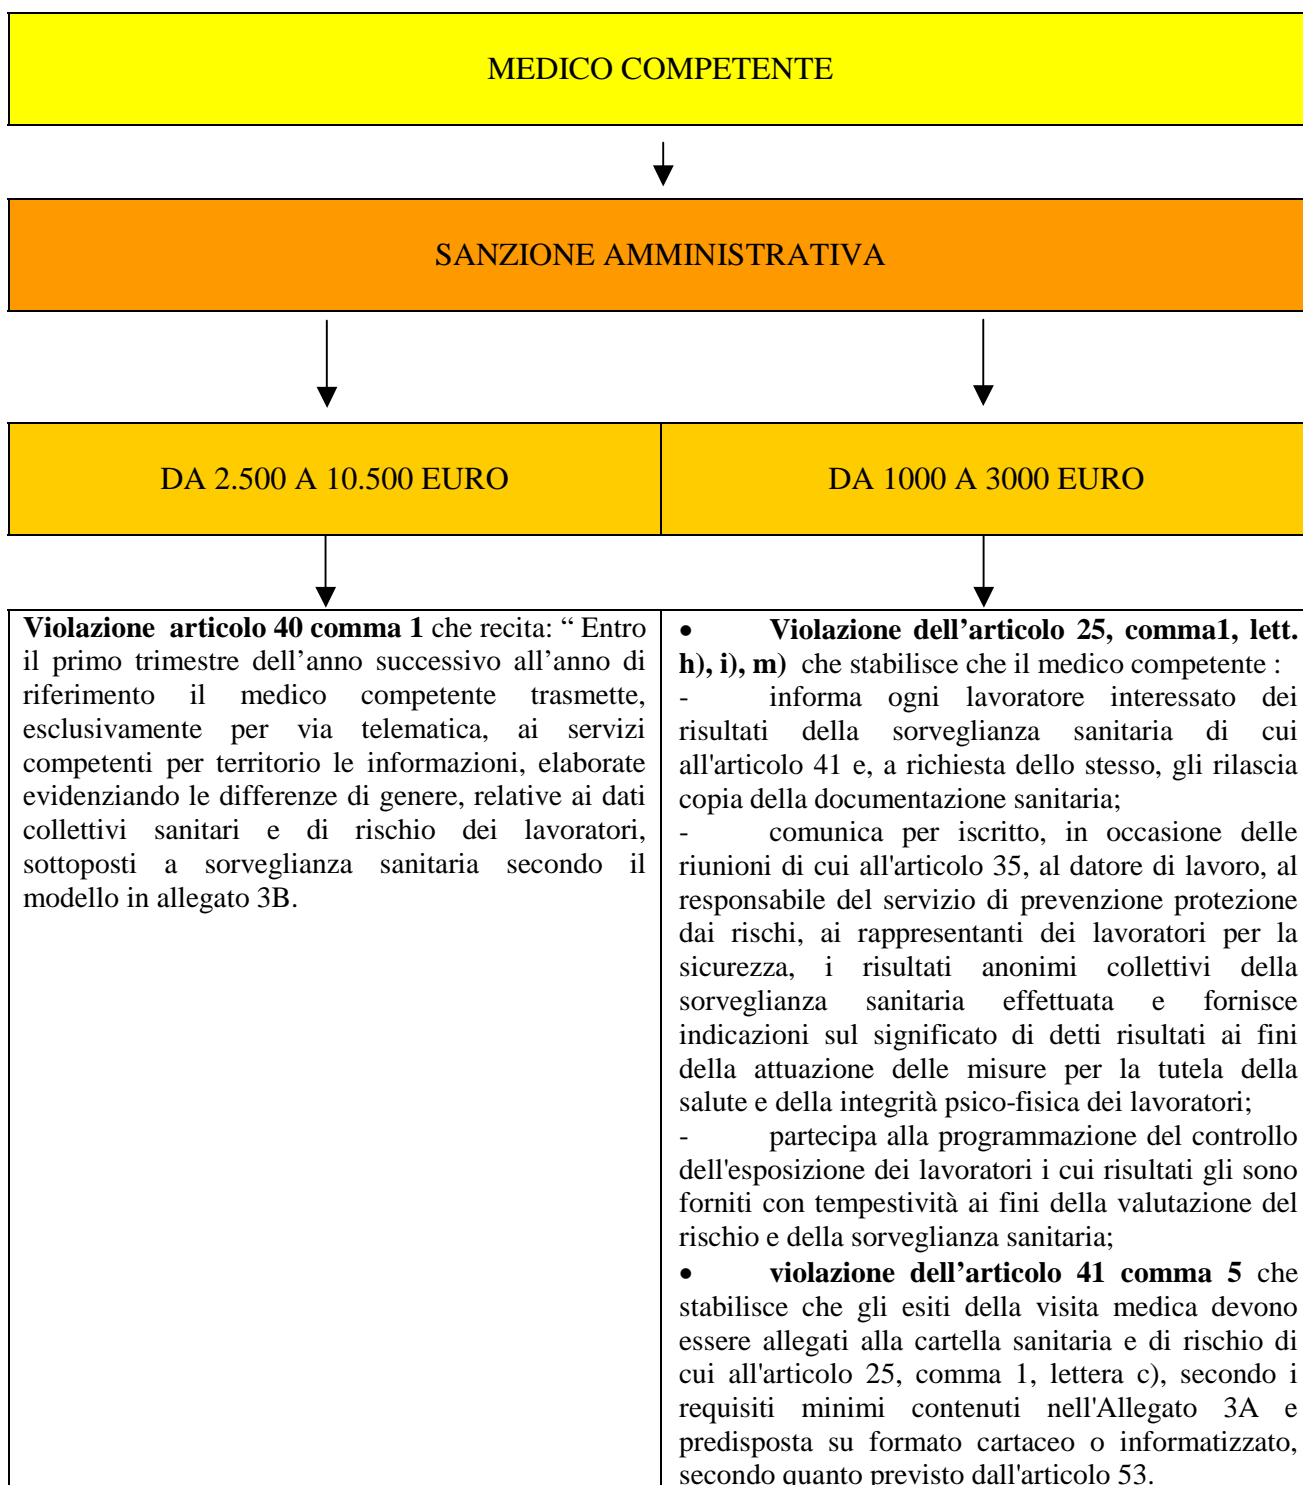 MEDICO COMPETENTE
SANZIONE AMMINISTRATIVA
DA 2.500 A 10.500 EURO
DA 1000 A 3000 EURO
Violazione articolo 40 comma 1 che recita: “ Entro
il primo trimestre dell’anno successivo all’anno di
riferimento il medico competente trasmette,
esclusivamente per via telematica, ai servizi
competenti per territorio le informazioni, elaborate
evidenziando le differenze di genere, relative ai dati
collettivi sanitari e di rischio dei lavoratori,
sottoposti a sorveglianza sanitaria secondo il
modello in allegato 3B.
• Violazione dell’articolo 25, comma1, lett.
h), i), m) che stabilisce che il medico competente :
- informa ogni lavoratore interessato dei
risultati della sorveglianza sanitaria di cui
all'articolo 41 e, a richiesta dello stesso, gli rilascia
copia della documentazione sanitaria;
- comunica per iscritto, in occasione delle
riunioni di cui all'articolo 35, al datore di lavoro, al
responsabile del servizio di prevenzione protezione
dai rischi, ai rappresentanti dei lavoratori per la
sicurezza, i risultati anonimi collettivi della
sorveglianza sanitaria effettuata e fornisce
indicazioni sul significato di detti risultati ai fini
della attuazione delle misure per la tutela della
salute e della integrità psico-fisica dei lavoratori;
- partecipa alla programmazione del controllo
dell'esposizione dei lavoratori i cui risultati gli sono
forniti con tempestività ai fini della valutazione del
rischio e della sorveglianza sanitaria;
• violazione dell’articolo 41 comma 5 che
stabilisce che gli esiti della visita medica devono
essere allegati alla cartella sanitaria e di rischio di
cui all'articolo 25, comma 1, lettera c), secondo i
requisiti minimi contenuti nell'Allegato 3A e
predisposta su formato cartaceo o informatizzato,
secondo quanto previsto dall'articolo 53.